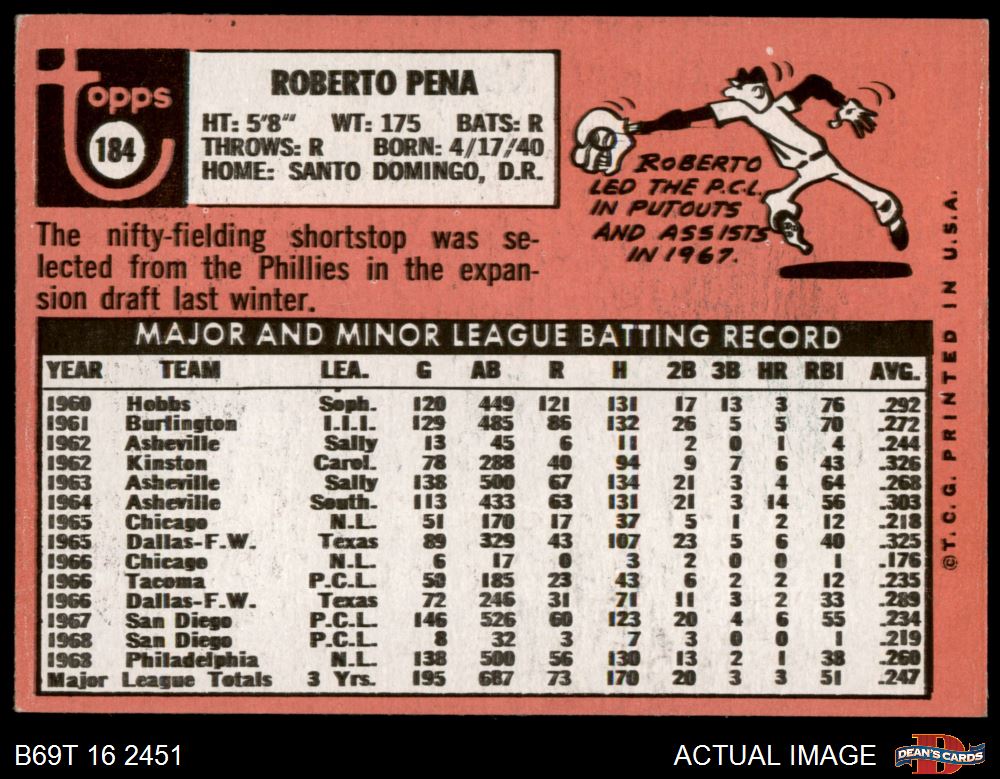 Topps
184
ROBERTO PENA
HT: 5'8" WT: 175 BATS: R
THROWS: R BORN: 4/17/40
HOME: SANTO DOMINGO, D.R.
ROBERTO
LED THE P.C.L.
IN PUTOUTS
AND ASSISTS
IN 1967.
The nifty-fielding shortstop was se-
lected from the Phillies in the expan-
sion draft last winter.
MAJOR AND MINOR LEAGUE BATTING RECORD
YEAR TEAM LEA. G AB R H 2B 3B HR RBI AVG.
1960 Hobbs Soph. 120 449 121 131 17 13 3 76 .292
1961 Burlington I.I.I. 129 485 86 132 26 5 5 70 .272
1962 Asheville Sally 13 45 6 11 2 0 1 4 .244
1962 Kinston Carol. 78 288 40 94 9 7 6 43 .326
1963 Asheville Sally 138 500 67 134 21 3 4 64 .268
1964 Asheville South. 113 433 63 131 21 3 14 56 .303
1965 Chicago N.L. 51 170 17 37 5 1 2 12 .218
1965 Dallas-F.W. Texas 89 329 43 107 23 5 6 40 .325
1966 Chicago N.L. 6 17 0 3 2 0 0 1 .176
1966 Tacoma P.C.L. 50 185 23 43 6 2 2 12 .235
1966 Dallas-F.W. Texas 72 246 31 71 11 3 2 33 .289
1967 San Diego P.C.L. 146 526 60 123 20 4 6 55 .234
1968 San Diego P.C.L. 8 32 3 7 3 0 0 1 .219
1968 Philadelphia N.L. 138 500 56 130 13 2 1 38 .260
Major League Totals 3 Yrs. 195 687 73 170 20 3 3 51 .247
©T.C.G. PRINTED IN U.S.A.
B69T 16 2451
ACTUAL IMAGE
DEAN'S CARDS